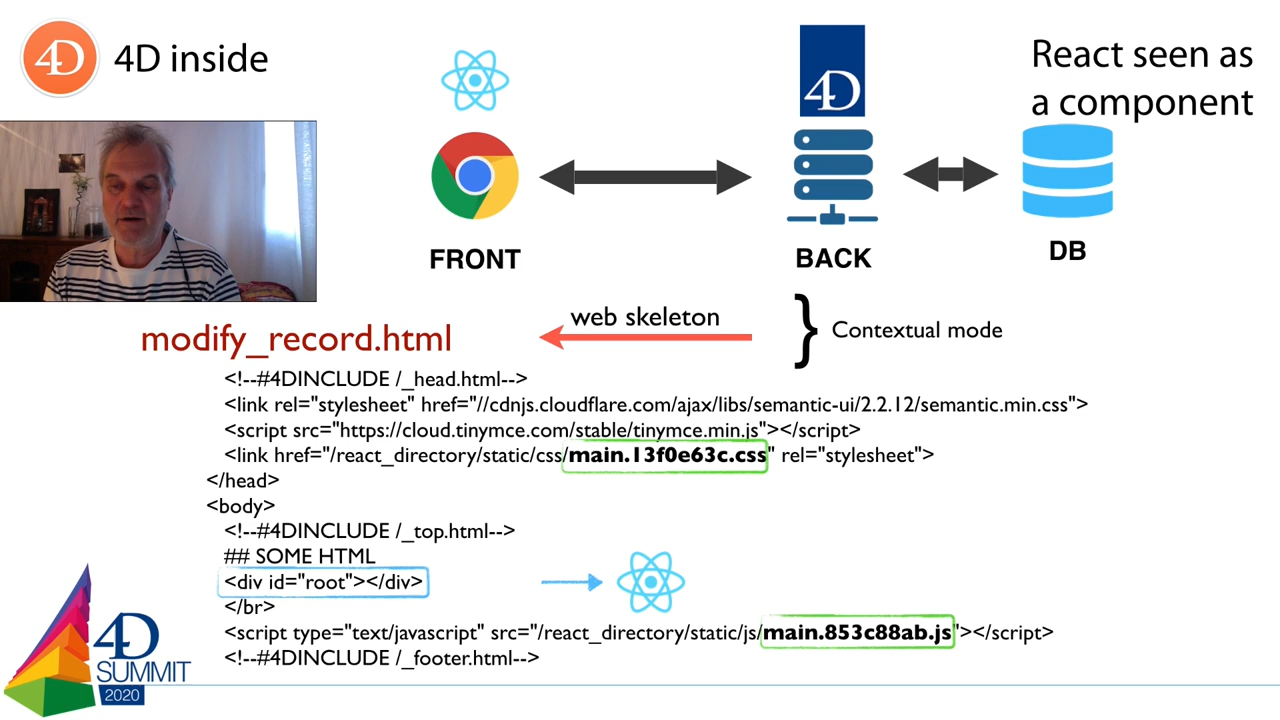 4D
4D inside
4D
React seen as
a component
FRONT
BACK
DB
web skeleton
} Contextual mode
modify_record.html
<!--#4DINCLUDE /_head.html-->
<link rel="stylesheet" href="//cdnjs.cloudflare.com/ajax/libs/semantic-ui/2.2.12/semantic.min.css">
<script src="https://cloud.tinymce.com/stable/tinymce.min.js"></script>
<link href="/react_directory/static/css/main.13f0e63c.css" rel="stylesheet">
</head>
<body>
<!--#4DINCLUDE /_top.html-->
## SOME HTML
<div id="root"></div>
</br>
<script type="text/javascript" src="/react_directory/static/js/main.853c88ab.js"></script>
<!--#4DINCLUDE /_footer.html-->
4D
SUMMIT
2020